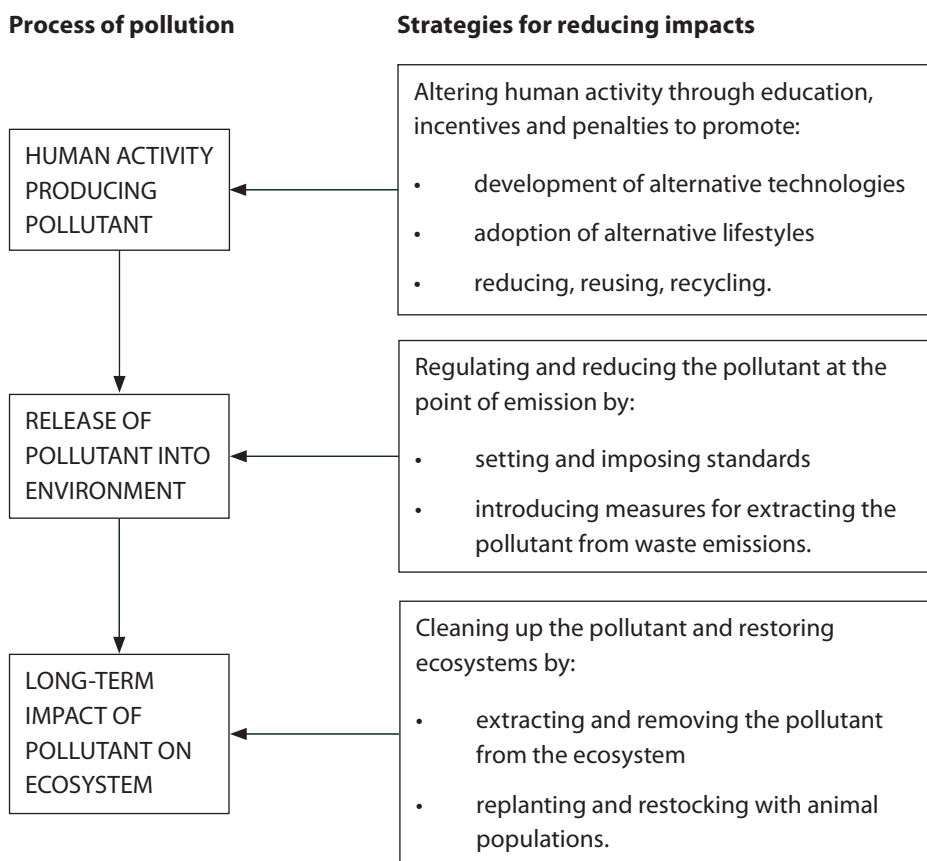 Process of pollution
Strategies for reducing impacts
HUMAN ACTIVITY
PRODUCING
POLLUTANT
Altering human activity through education,
incentives and penalties to promote:
• development of alternative technologies
• adoption of alternative lifestyles
• reducing, reusing, recycling.
RELEASE OF
POLLUTANT INTO
ENVIRONMENT
Regulating and reducing the pollutant at the
point of emission by:
• setting and imposing standards
• introducing measures for extracting the
pollutant from waste emissions.
LONG-TERM
IMPACT OF
POLLUTANT ON
ECOSYSTEM
Cleaning up the pollutant and restoring
ecosystems by:
• extracting and removing the pollutant
from the ecosystem
• replanting and restocking with animal
populations.